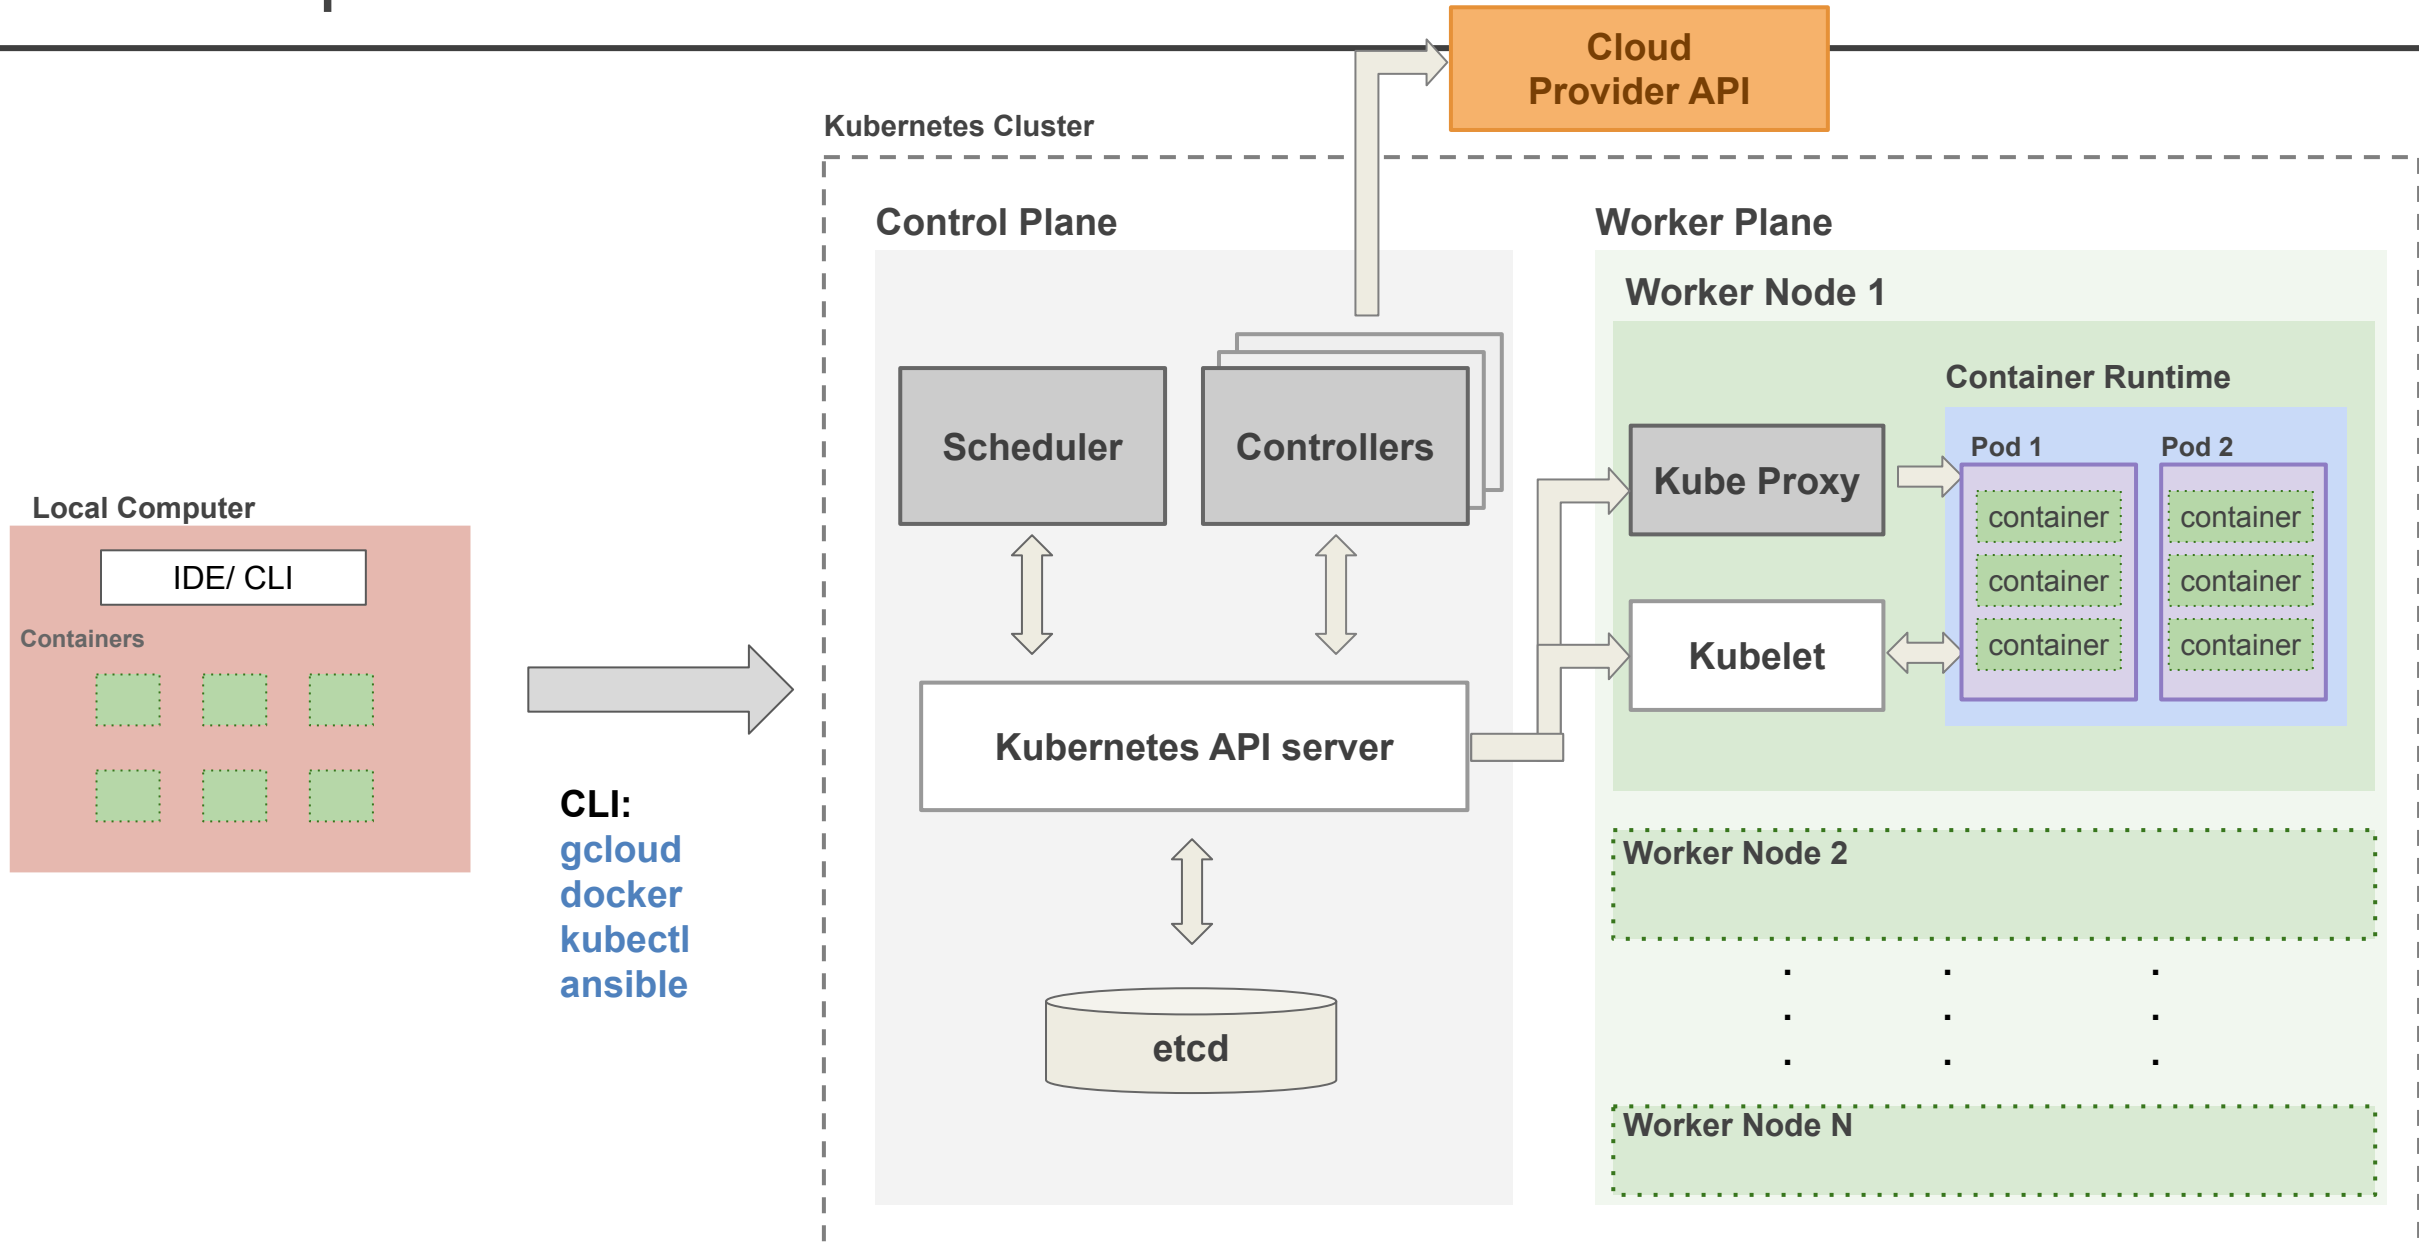 Cloud
Provider API
Kubernetes Cluster
Control Plane
Worker Plane
Worker Node 1
Container Runtime
Scheduler
Controllers
Kube Proxy
Pod 1
Pod 2
container
container
container
container
container
container
Kubelet
Local Computer
IDE/ CLI
Containers
Kubernetes API server
CLI:
gcloud
docker
kubectl
ansible
etcd
Worker Node 2
Worker Node N